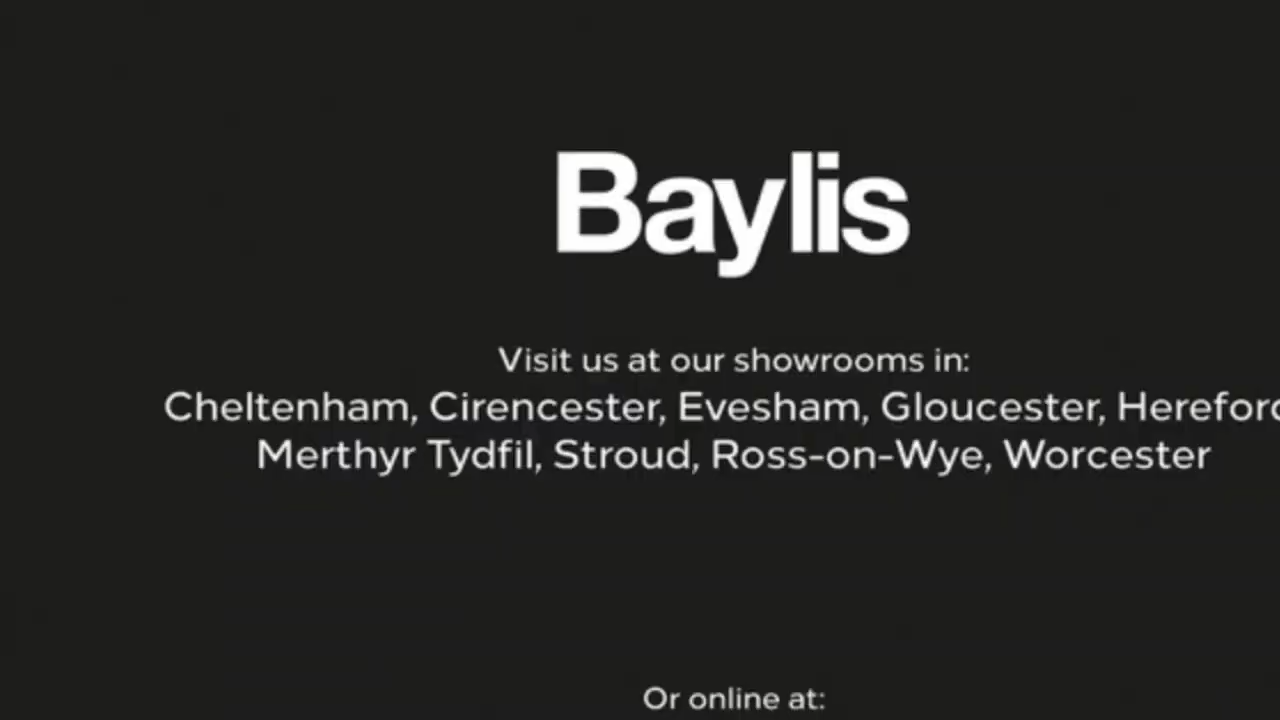 Baylis
Visit us at our showrooms in:
Cheltenham, Cirencester, Evesham, Gloucester, Hereford
Merthyr Tydfil, Stroud, Ross-on-Wye, Worcester
Or online at: